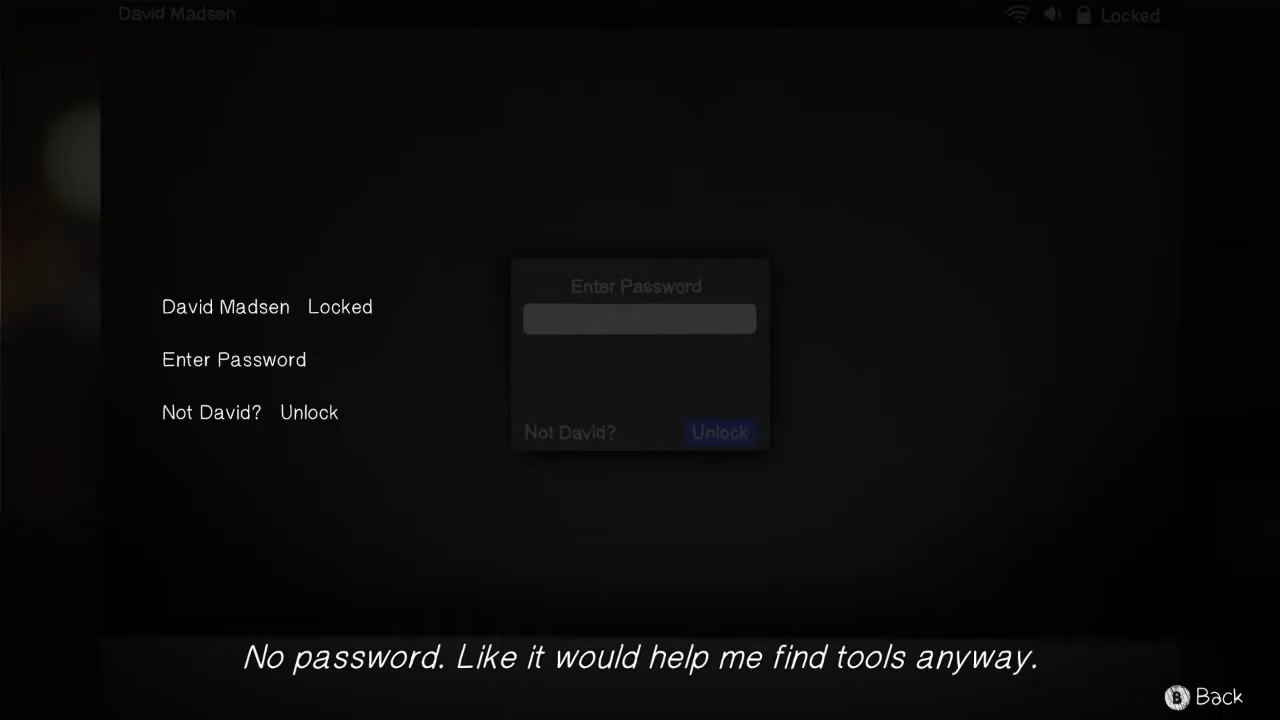 David Madsen Locked
David Madsen Locked
Enter Password
Not David? Unlock
Enter Password
Not David? Unlock
No password. Like it would help me find tools anyway.
B Back